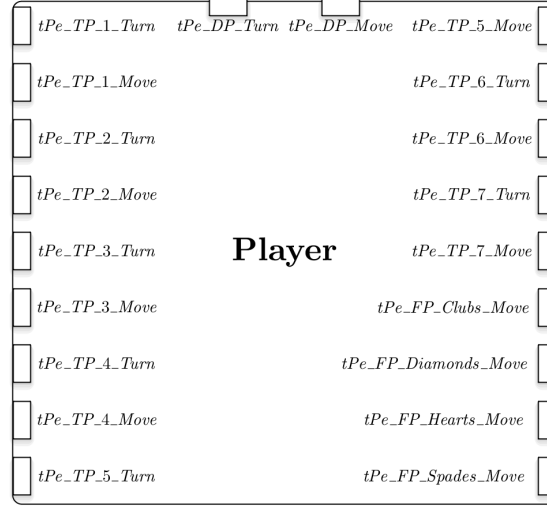 tPe_TP_1_Turn tPe_DP_Turn tPe_DP_Move tPe_TP_5_Move
tPe_TP_1_Move tPe_TP_6_Turn
tPe_TP_2_Turn tPe_TP_6_Move
tPe_TP_2_Move tPe_TP_7_Turn
tPe_TP_3_Turn Player tPe_TP_7_Move
tPe_TP_3_Move tPe_FP_Clubs_Move
tPe_TP_4_Turn tPe_FP_Diamonds_Move
tPe_TP_4_Move tPe_FP_Hearts_Move
tPe_TP_5_Turn tPe_FP_Spades_Move